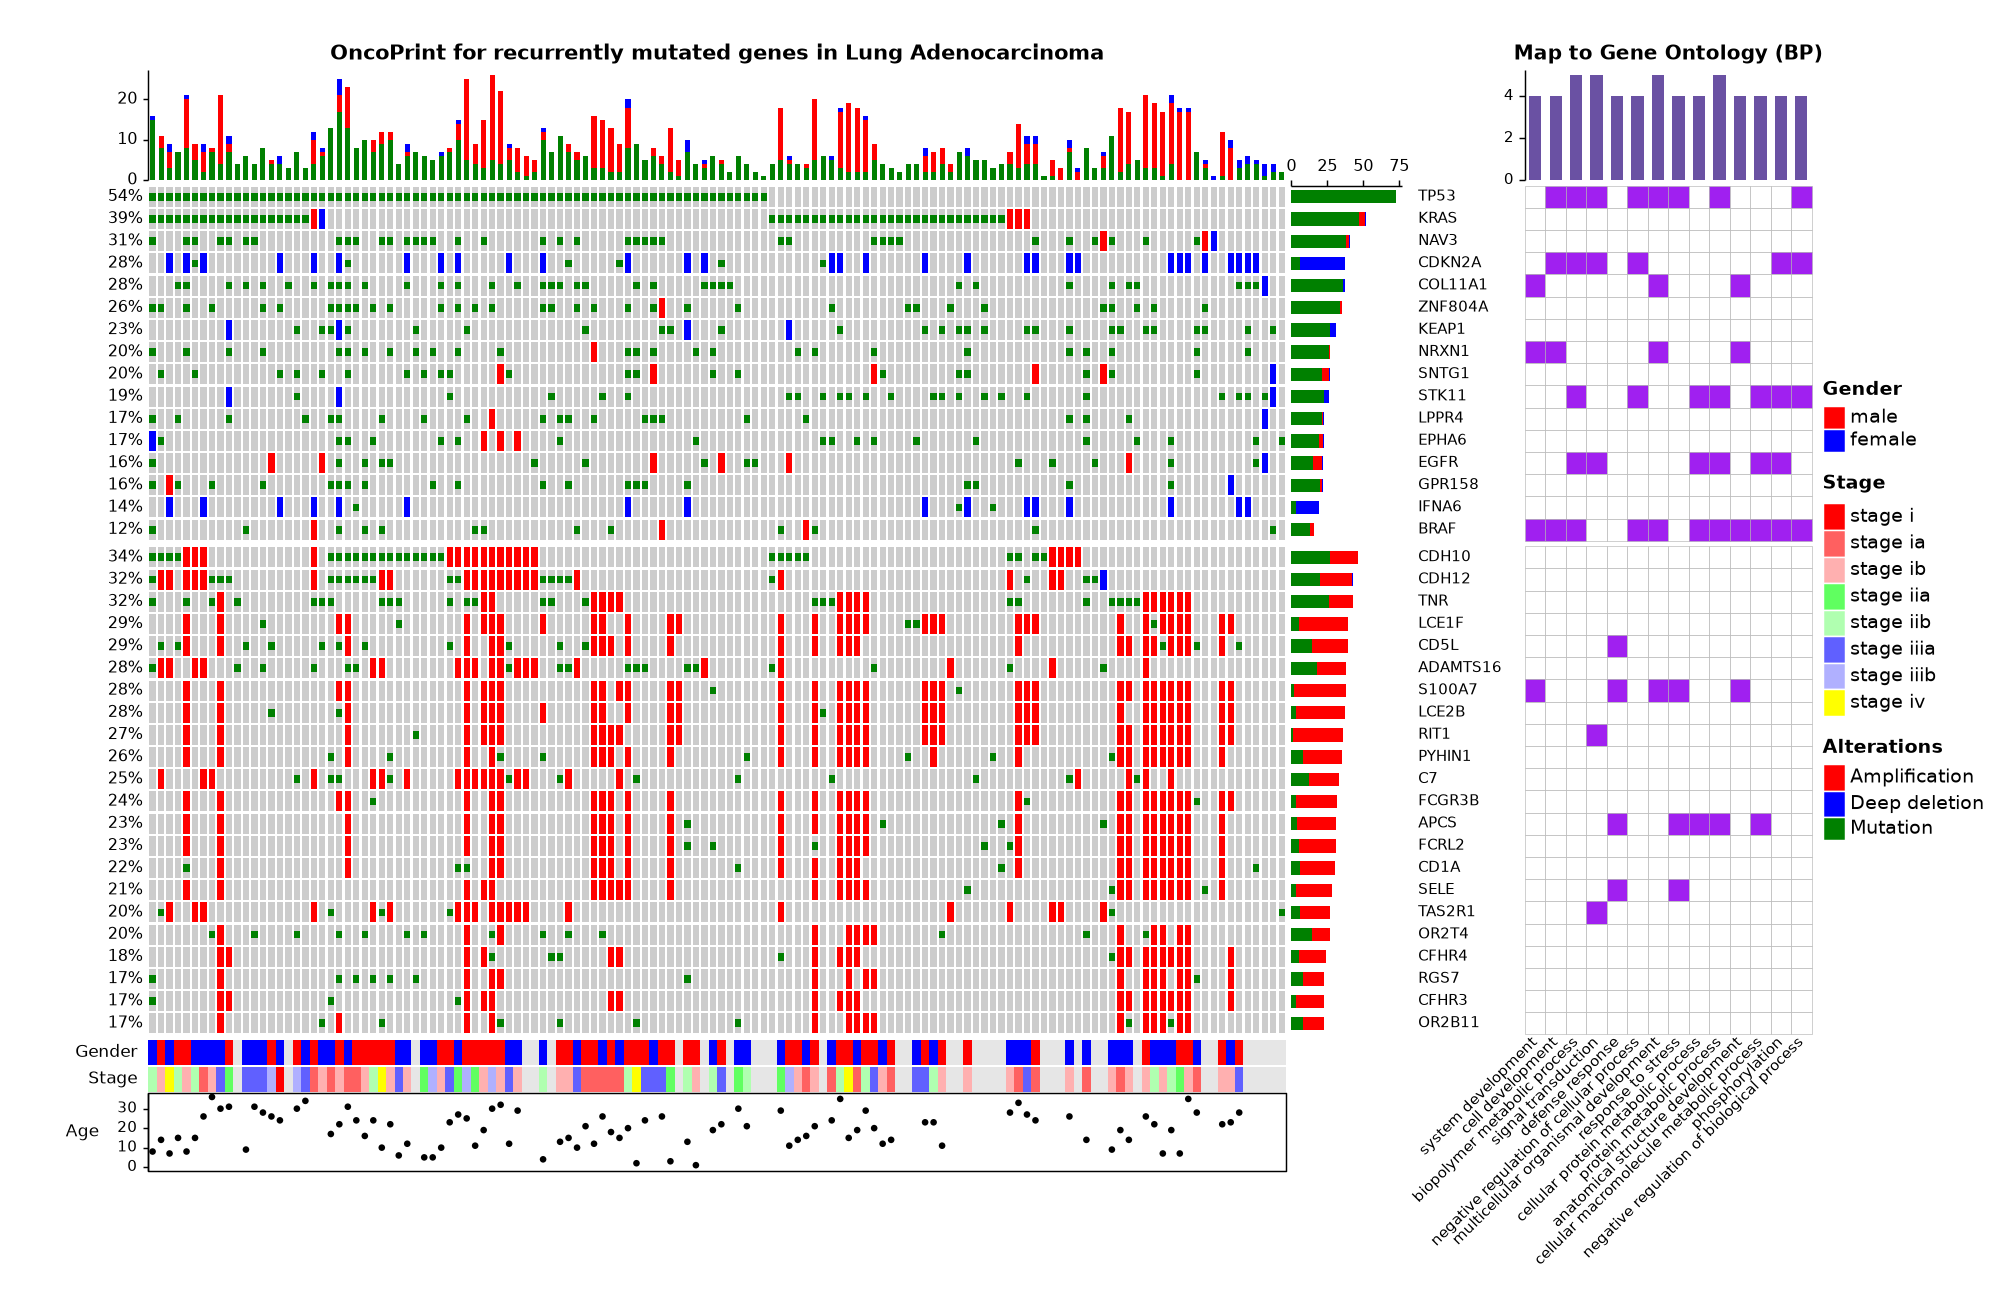 OncoPrint for recurrently mutated genes in Lung Adenocarcinoma
Map to Gene Ontology (BP)
20
10
0
0 25 50 75
4
2
0
54% TP53
39% KRAS
31% NAV3
28% CDKN2A
28% COL11A1
26% ZNF804A
23% KEAP1
20% NRXN1
20% SNTG1
19% STK11
17% LPPR4
17% EPHA6
16% EGFR
16% GPR158
14% IFNA6
12% BRAF
34% CDH10
32% CDH12
32% TNR
29% LCE1F
29% CD5L
28% ADAMTS16
28% S100A7
28% LCE2B
27% RIT1
26% PYHIN1
25% C7
24% FCGR3B
23% APCS
23% FCRL2
22% CD1A
21% SELE
20% TAS2R1
20% OR2T4
18% CFHR4
17% RGS7
17% CFHR3
17% OR2B11
Gender
Stage
Age
30
20
10
0
system development
cell development
biopolymer metabolic process
signal transduction
defense response
negative regulation of cellular process
multicellular organismal development
response to stress
cellular protein metabolic process
protein metabolic process
anatomical structure development
cellular macromolecule metabolic process
phosphorylation
negative regulation of biological process
Gender
male
female
Stage
stage i
stage ia
stage ib
stage iia
stage iib
stage iiia
stage iiib
stage iv
Alterations
Amplification
Deep deletion
Mutation